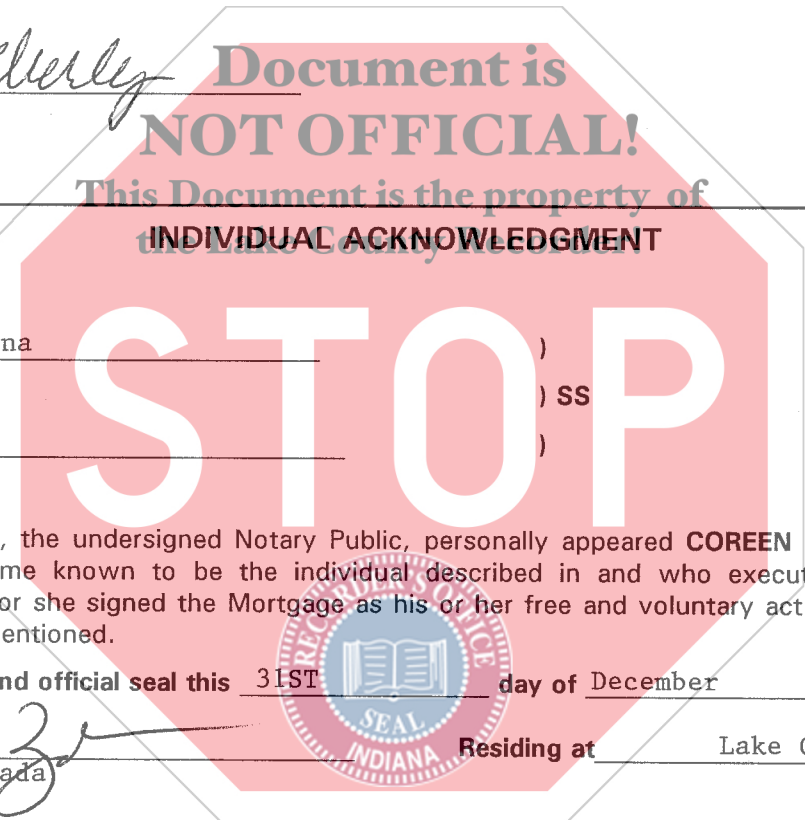 Document is
NOT OFFICIAL!
This Document is the property of
the Lake County Recorder!
INDIVIDUAL ACKNOWLEDGMENT
STOP
na )
) SS
)
, the undersigned Notary Public, personally appeared COREEN
me known to be the individual described in and who execut
or she signed the Mortgage as his or her free and voluntary act
entioned.
nd official seal this 31ST day of December
Residing at Lake C
ada
RECORDER'S OFFICE
SEAL
INDIANA